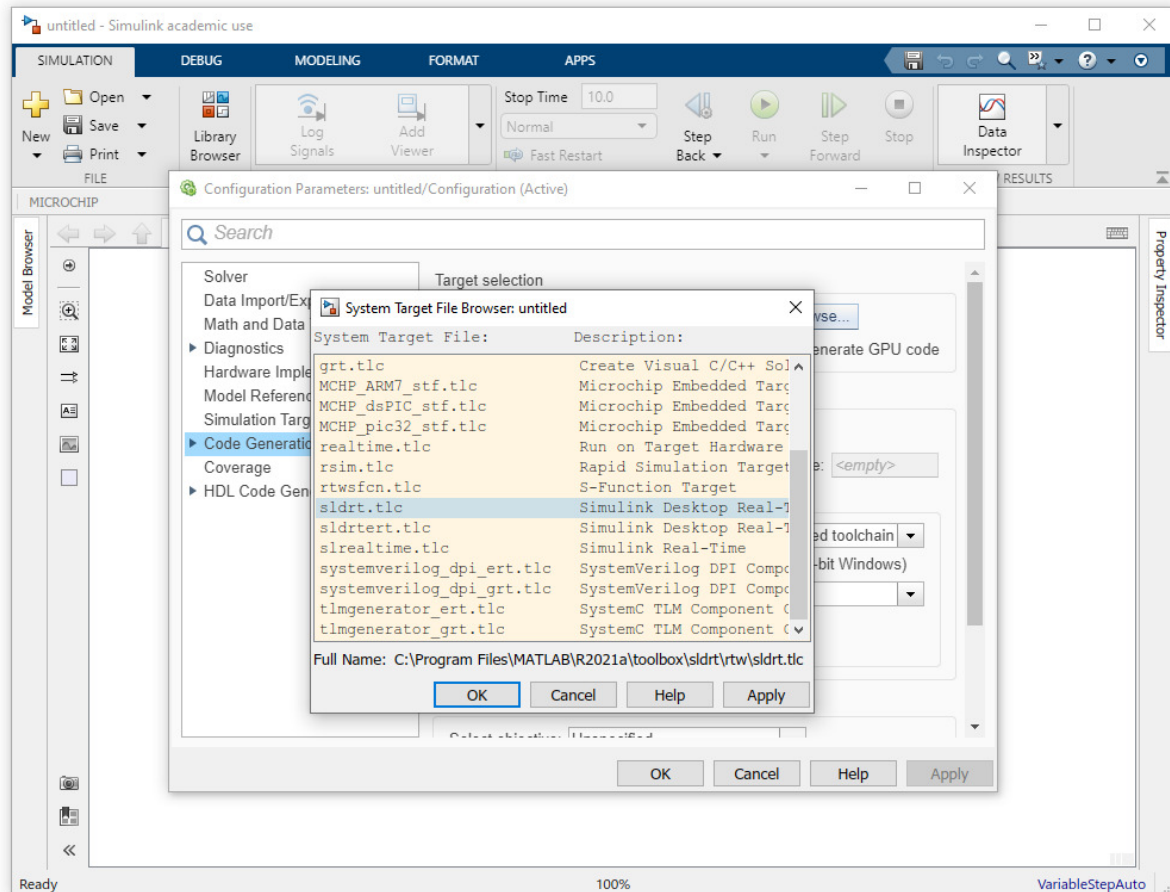 untitled - Simulink academic use
SIMULATION DEBUG MODELING FORMAT APPS
New
Open
Save
Print
FILE
Library Browser
Log Signals
Add Viewer
Stop Time 10.0
Normal
Fast Restart
Step Back
Run
Step Forward
Stop
Data Inspector
RESULTS
MICROCHIP
Model Browser
Property Inspector
Configuration Parameters: untitled/Configuration (Active)
Search
Solver
Data Import/Exp
Math and Data
Diagnostics
Hardware Imple
Model Referenc
Simulation Targ
Code Generatio
Coverage
HDL Code Gen
Target selection
wse...
enerate GPU code
e: <empty>
ed toolchain
-bit Windows)
System Target File Browser: untitled
System Target File: Description:
grt.tlc Create Visual C/C++ Sol
MCHP_ARM7_stf.tlc Microchip Embedded Targ
MCHP_dsPIC_stf.tlc Microchip Embedded Targ
MCHP_pic32_stf.tlc Microchip Embedded Targ
realtime.tlc Run on Target Hardware
rsim.tlc Rapid Simulation Target
rtwsfcn.tlc S-Function Target
sldrt.tlc Simulink Desktop Real-T
sldrtert.tlc Simulink Desktop Real-T
slrealtime.tlc Simulink Real-Time
systemverilog_dpi_ert.tlc SystemVerilog DPI Compo
systemverilog_dpi_grt.tlc SystemVerilog DPI Compo
tlmgenerator_ert.tlc SystemC TLM Component G
tlmgenerator_grt.tlc SystemC TLM Component G
Full Name: C:\Program Files\MATLAB\R2021a\toolbox\sldrt\rtw\sldrt.tlc
OK Cancel Help Apply
Select objective: Unspecified
OK Cancel Help Apply
Ready 100% VariableStepAuto